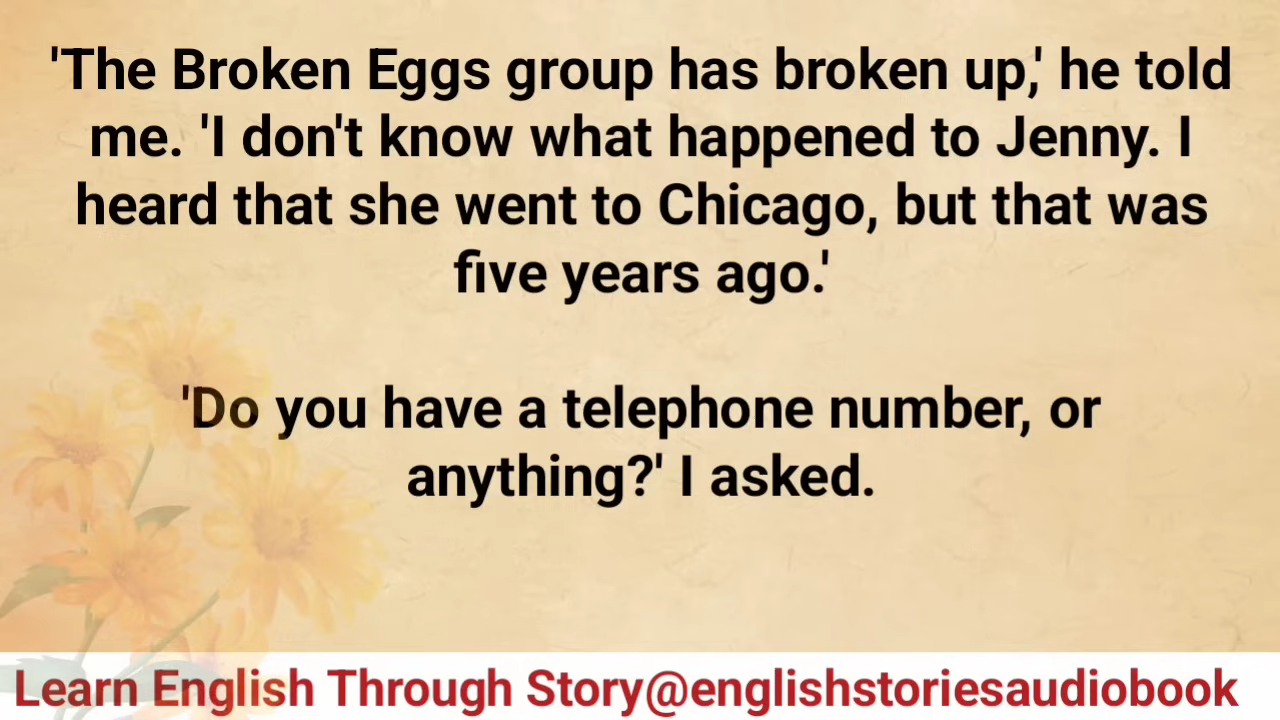 'The Broken Eggs group has broken up,' he told
me. 'I don't know what happened to Jenny. I
heard that she went to Chicago, but that was
five years ago.'
'Do you have a telephone number, or
anything?' I asked.
Learn English Through Story@englishstoriesaudiobook